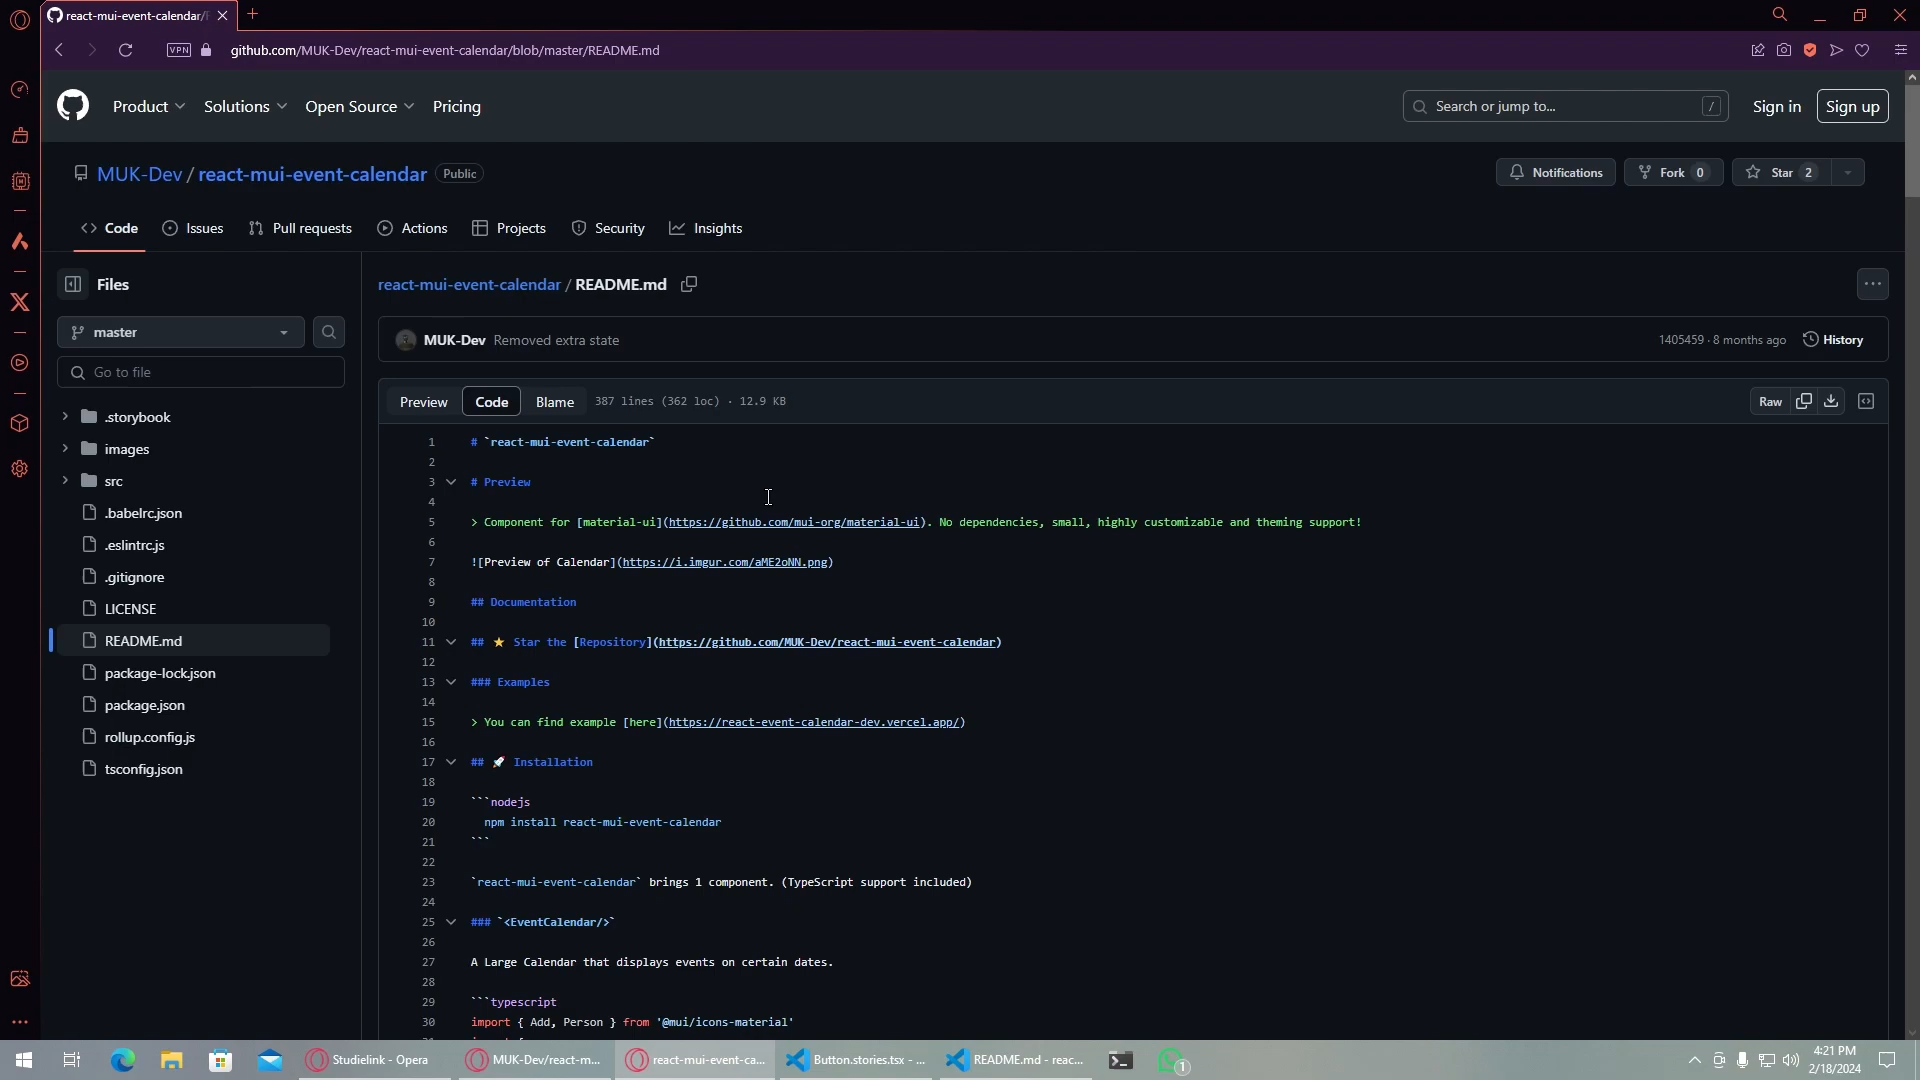 react-mui-event-calendar/
VPN
github.com/MUK-Dev/react-mui-event-calendar/blob/master/README.md
Product
Solutions
Open Source
Pricing
Search or jump to...
/
Sign in
Sign up
MUK-Dev / react-mui-event-calendar
Public
Notifications
Fork 0
Star 2
Code
Issues
Pull requests
Actions
Projects
Security
Insights
Files
master
Go to file
.storybook
images
src
.babelrc.json
.eslintrc.js
.gitignore
LICENSE
README.md
package-lock.json
package.json
rollup.config.js
tsconfig.json
react-mui-event-calendar / README.md
MUK-Dev Removed extra state
1405459 · 8 months ago
History
Preview
Code
Blame
387 lines (362 loc) · 12.9 KB
Raw
1 # `react-mui-event-calendar`
2
3 # Preview
4
5 > Component for [material-ui](https://github.com/mui-org/material-ui). No dependencies, small, highly customizable and theming support!
6
7 ![Preview of Calendar](https://i.imgur.com/aME2oNN.png)
8
9 ## Documentation
10
11 ## ⭐ Star the [Repository](https://github.com/MUK-Dev/react-mui-event-calendar)
12
13 ### Examples
14
15 > You can find example [here](https://react-event-calendar-dev.vercel.app/)
16
17 ## 🚀 Installation
18
19 ```nodejs
20 npm install react-mui-event-calendar
21 ```
22
23 `react-mui-event-calendar` brings 1 component. (TypeScript support included)
24
25 ### `<EventCalendar/>`
26
27 A Large Calendar that displays events on certain dates.
28
29 ```typescript
30 import { Add, Person } from '@mui/icons-material'
Studielink - Opera
MUK-Dev/react-m...
react-mui-event-ca...
Button.stories.tsx - ...
README.md - reac...
1
4:21 PM
2/18/2024